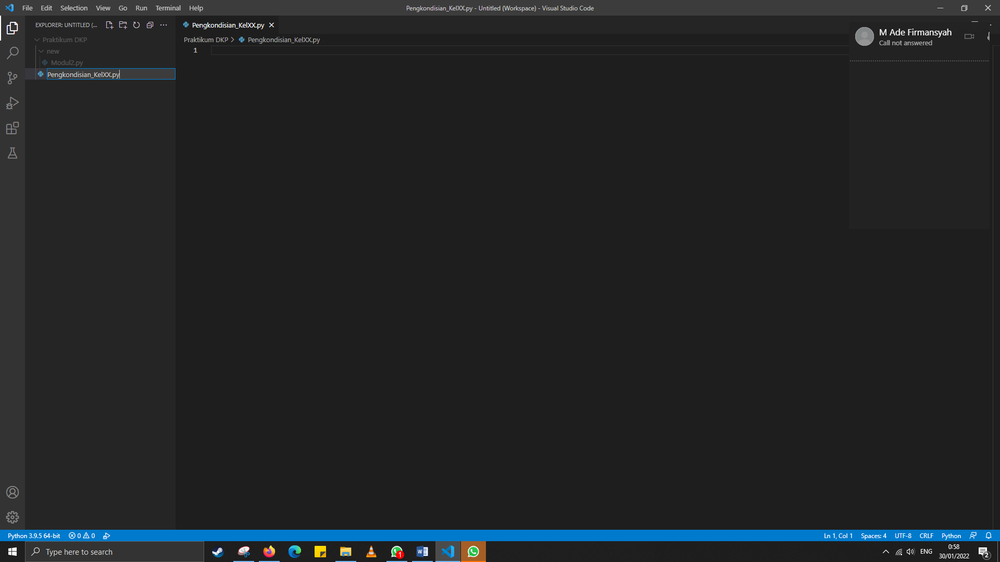 File Edit Selection View Go Run Terminal Help
Pengkondisian_KelXX.py - Untitled (Workspace) - Visual Studio Code
EXPLORER: UNTITLED (...
Praktikum DKP
new
Modul2.py
Pengkondisian_KelXX.py
Pengkondisian_KelXX.py
Praktikum DKP > Pengkondisian_KelXX.py
1
M Ade Firmansyah
Call not answered
Python 3.9.5 64-bit 0 0
Ln 1, Col 1 Spaces: 4 UTF-8 CRLF Python
Type here to search
1
ENG
0:58
30/01/2022
2